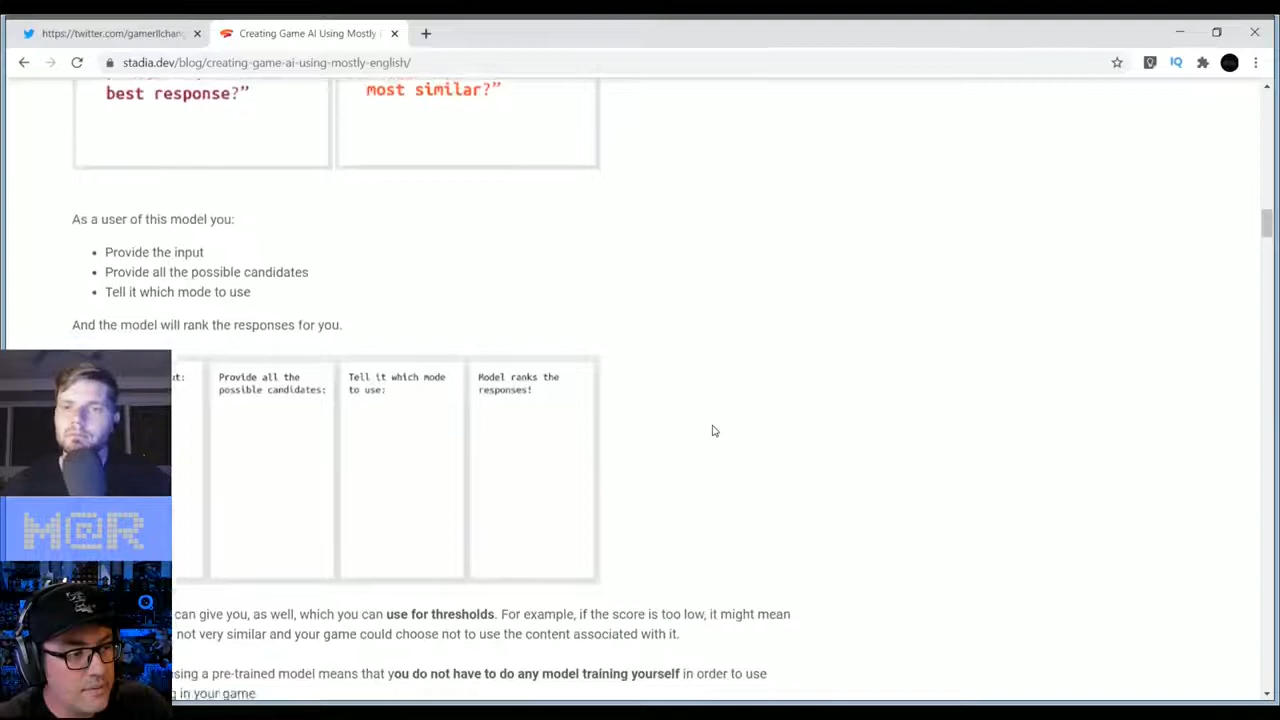 https://twitter.com/gamerllchang
Creating Game AI Using Mostly
stadia.dev/blog/creating-game-ai-using-mostly-english/
IQ
best response?”
most similar?”
As a user of this model you:
Provide the input
Provide all the possible candidates
Tell it which mode to use
And the model will rank the responses for you.
ut:
Provide all the
possible candidates:
Tell it which mode
to use:
Model ranks the
responses!
M@R
can give you, as well, which you can use for thresholds. For example, if the score is too low, it might mean
not very similar and your game could choose not to use the content associated with it.
sing a pre-trained model means that you do not have to do any model training yourself in order to use
g in your game